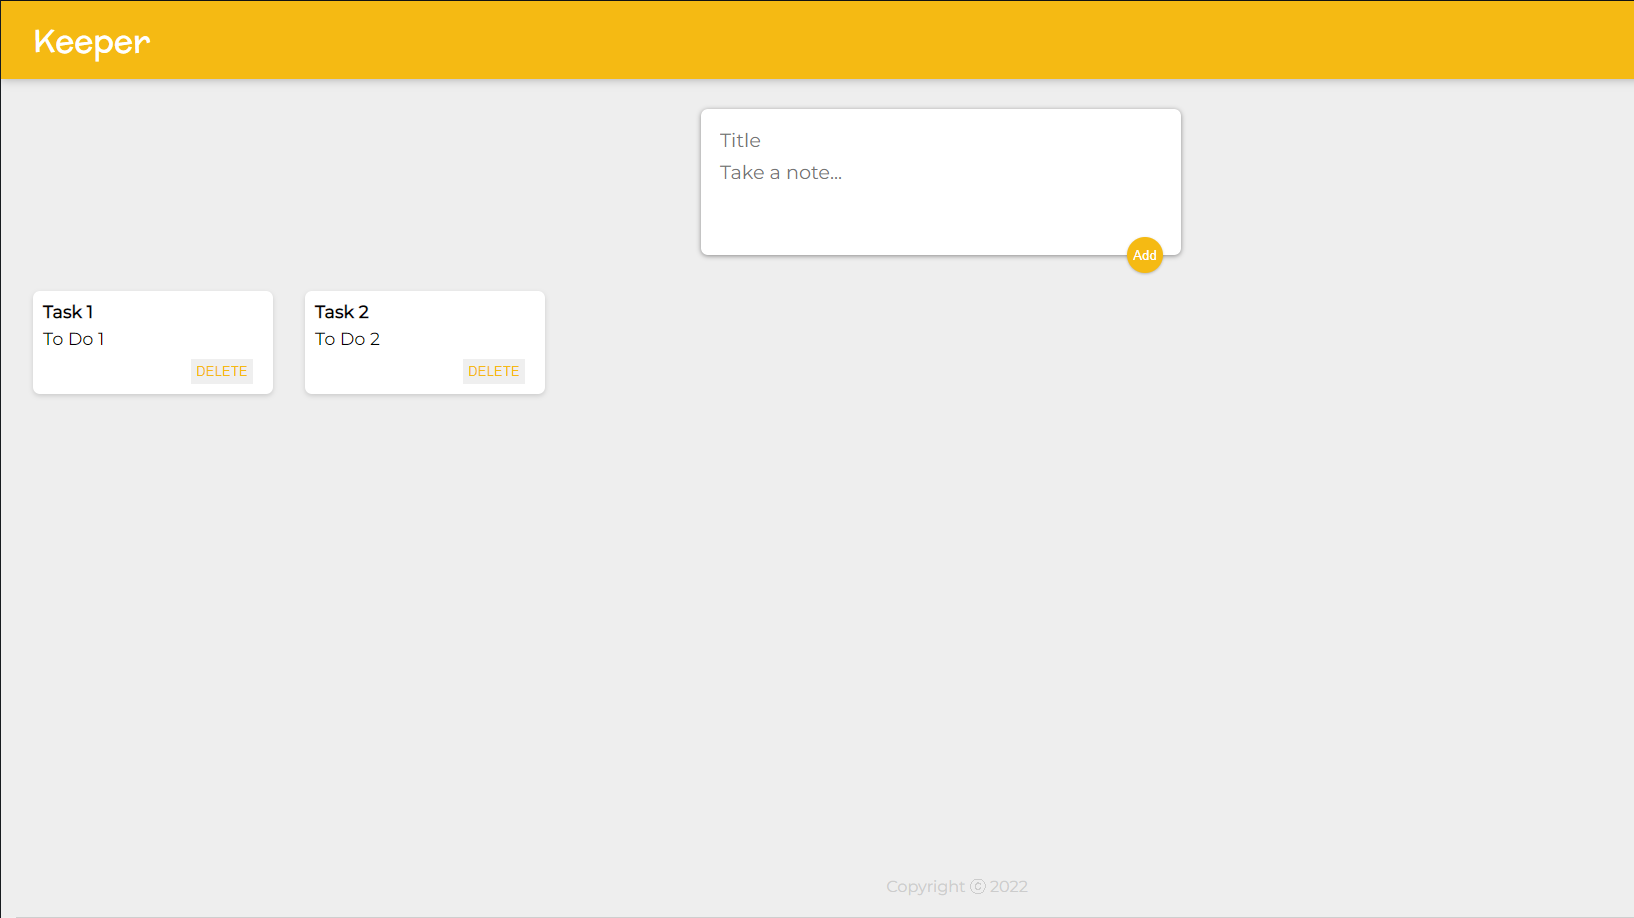 Keeper
Title
Take a note...
Add
Task 1
To Do 1
DELETE
Task 2
To Do 2
DELETE
Copyright ⓒ 2022